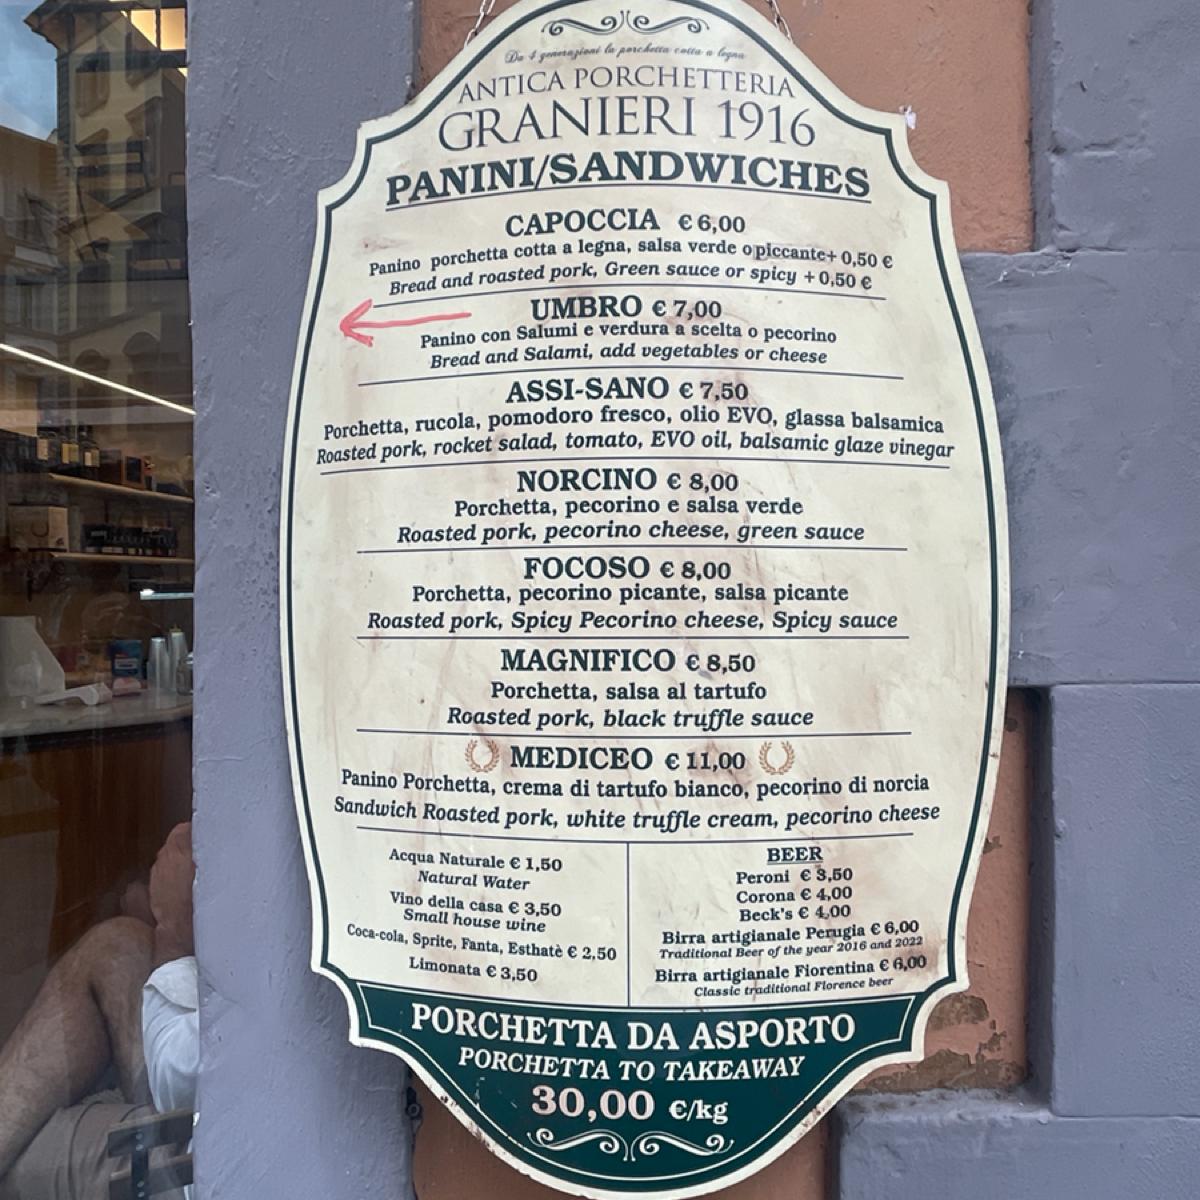 Da 4 generazioni la porchetta cotta a legna
ANTICA PORCHETTERIA
GRANIERI 1916
PANINI/SANDWICHES
CAPOCCIA € 6,00
Panino porchetta cotta a legna, salsa verde o piccante+ 0,50 €
Bread and roasted pork, Green sauce or spicy + 0,50 €
UMBRO € 7,00
Panino con Salumi e verdura a scelta o pecorino
Bread and Salami, add vegetables or cheese
ASSI-SANO € 7,50
Porchetta, rucola, pomodoro fresco, olio EVO, glassa balsamica
Roasted pork, rocket salad, tomato, EVO oil, balsamic glaze vinegar
NORCINO € 8,00
Porchetta, pecorino e salsa verde
Roasted pork, pecorino cheese, green sauce
FOCOSO € 8,00
Porchetta, pecorino picante, salsa picante
Roasted pork, Spicy Pecorino cheese, Spicy sauce
MAGNIFICO € 8,50
Porchetta, salsa al tartufo
Roasted pork, black truffle sauce
MEDICEO € 11,00
Panino Porchetta, crema di tartufo bianco, pecorino di norcia
Sandwich Roasted pork, white truffle cream, pecorino cheese
Acqua Naturale € 1,50
Natural Water
Vino della casa € 3,50
Small house wine
Coca-cola, Sprite, Fanta, Esthatè € 2,50
Limonata € 3,50
BEER
Peroni € 3,50
Corona € 4,00
Beck's € 4,00
Birra artigianale Perugia € 6,00
Traditional Beer of the year 2016 and 2022
Birra artigianale Fiorentina € 6,00
Classic traditional Florence beer
PORCHETTA DA ASPORTO
PORCHETTA TO TAKEAWAY
30,00 €/kg